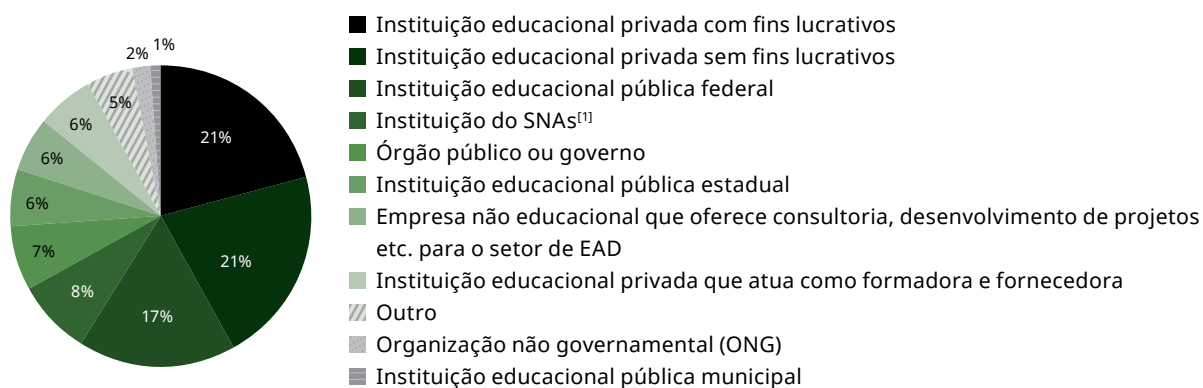 2% 1%
5%
6%
6%
6%
7%
8%
17%
21%
21%
Instituição educacional privada com fins lucrativos
Instituição educacional privada sem fins lucrativos
Instituição educacional pública federal
Instituição do SNAs[1]
Órgão público ou governo
Instituição educacional pública estadual
Empresa não educacional que oferece consultoria, desenvolvimento de projetos
etc. para o setor de EAD
Instituição educacional privada que atua como formadora e fornecedora
Outro
Organização não governamental (ONG)
Instituição educacional pública municipal